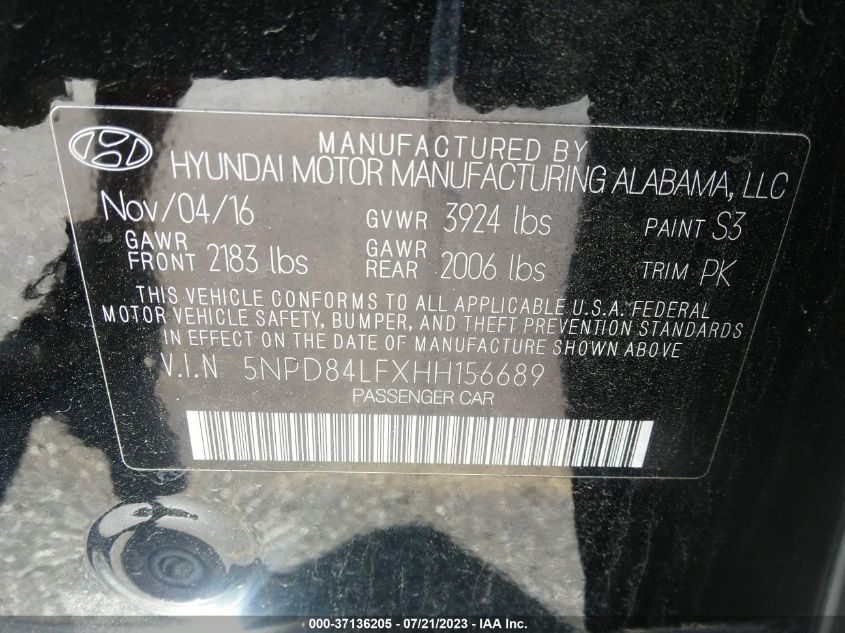 MANUFACTURED BY
HYUNDAI MOTOR MANUFACTURING ALABAMA, LLC
Nov/04/16 GVWR 3924 lbs PAINT S3
GAWR FRONT 2183 lbs GAWR REAR 2006 lbs TRIM PK
THIS VEHICLE CONFORMS TO ALL APPLICABLE U.S.A. FEDERAL
MOTOR VEHICLE SAFETY, BUMPER, AND THEFT PREVENTION STANDARDS
IN EFFECT ON THE DATE OF MANUFACTURE SHOWN ABOVE
V.I.N 5NPD84LFXHH156689
PASSENGER CAR
000-37136205 - 07/21/2023 - IAA Inc.